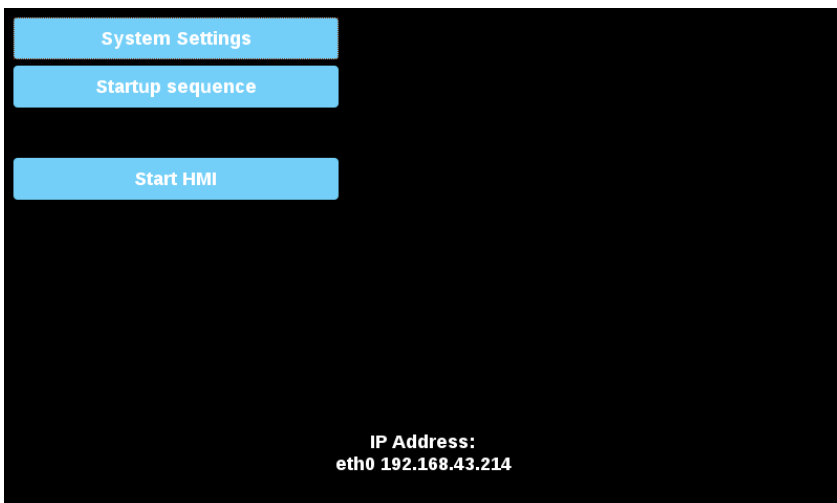 System Settings
Startup sequence
Start HMI
IP Address:
eth0 192.168.43.214